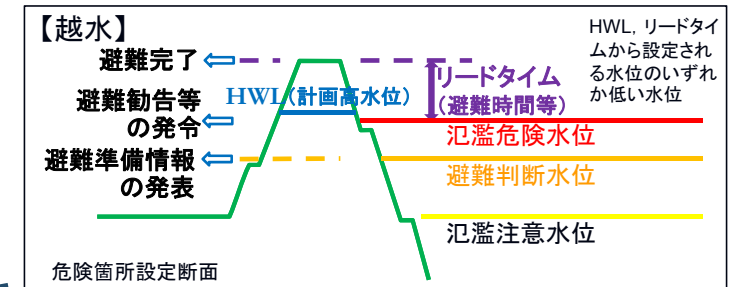 【越水】
HWL，リードタイ
ムから設定され
る水位のいずれ
か低い水位
避難完了
リードタイム
（避難時間等）
HWL（計画高水位）
避難勧告等
の発令
氾濫危険水位
避難準備情報
の発表
避難判断水位
氾濫注意水位
危険箇所設定断面